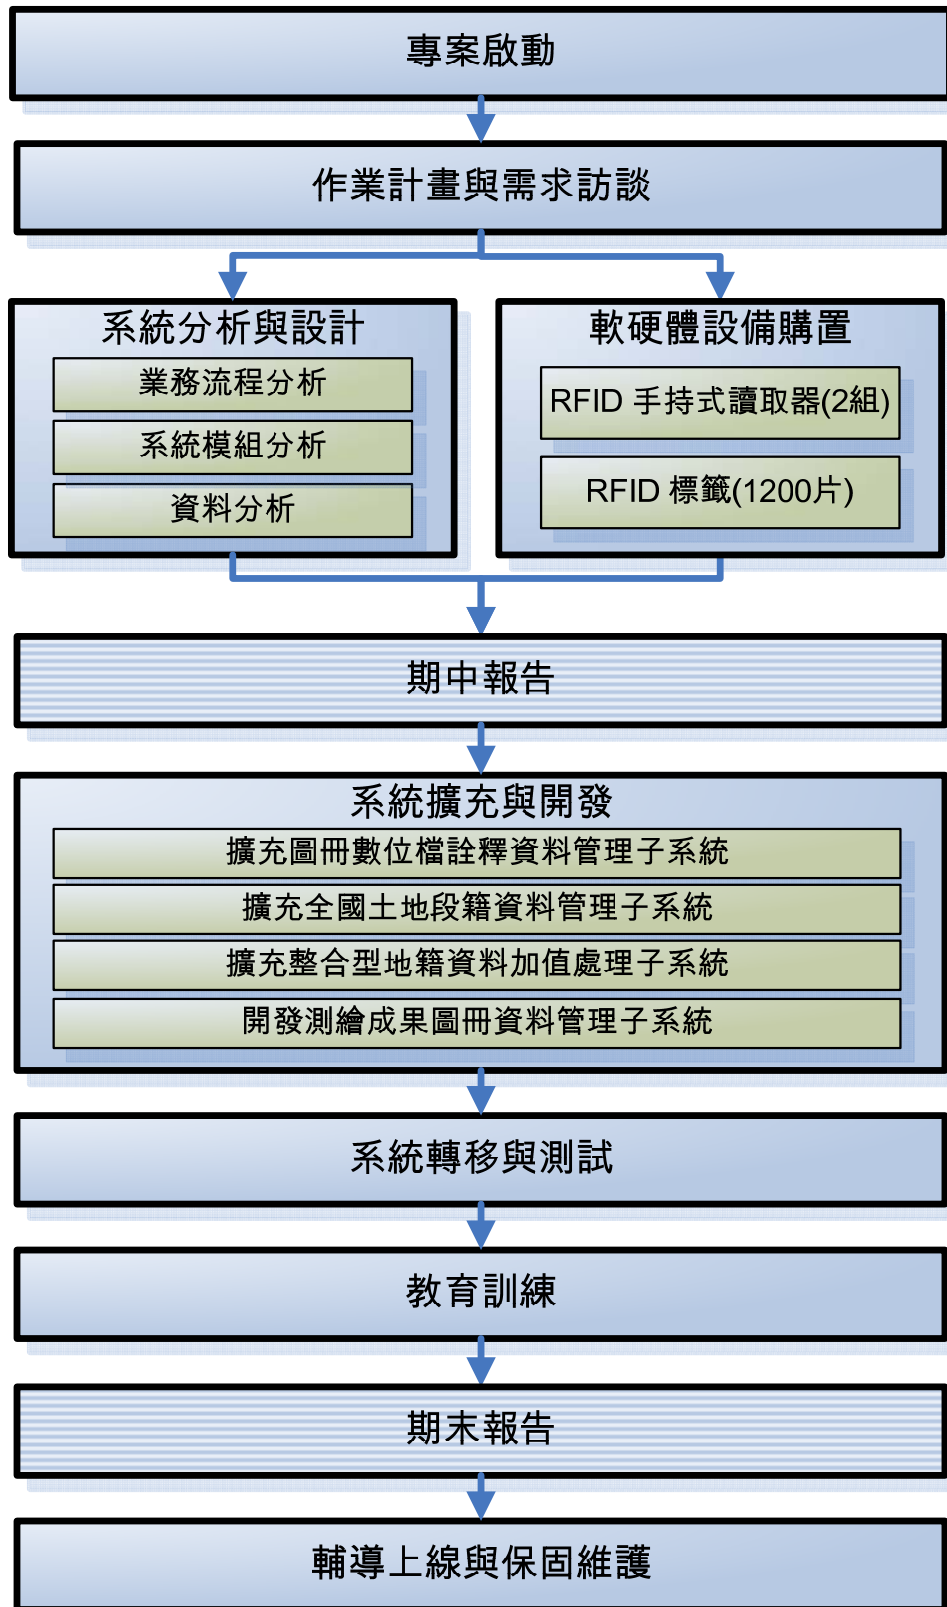 專案啟動
作業計畫與需求訪談
系統分析與設計
業務流程分析
系統模組分析
資料分析
軟硬體設備購置
RFID 手持式讀取器(2組)
RFID 標籤(1200片)
期中報告
系統擴充與開發
擴充圖冊數位檔詮釋資料管理子系統
擴充全國土地段籍資料管理子系統
擴充整合型地籍資料加值處理子系統
開發測繪成果圖冊資料管理子系統
系統轉移與測試
教育訓練
期末報告
輔導上線與保固維護